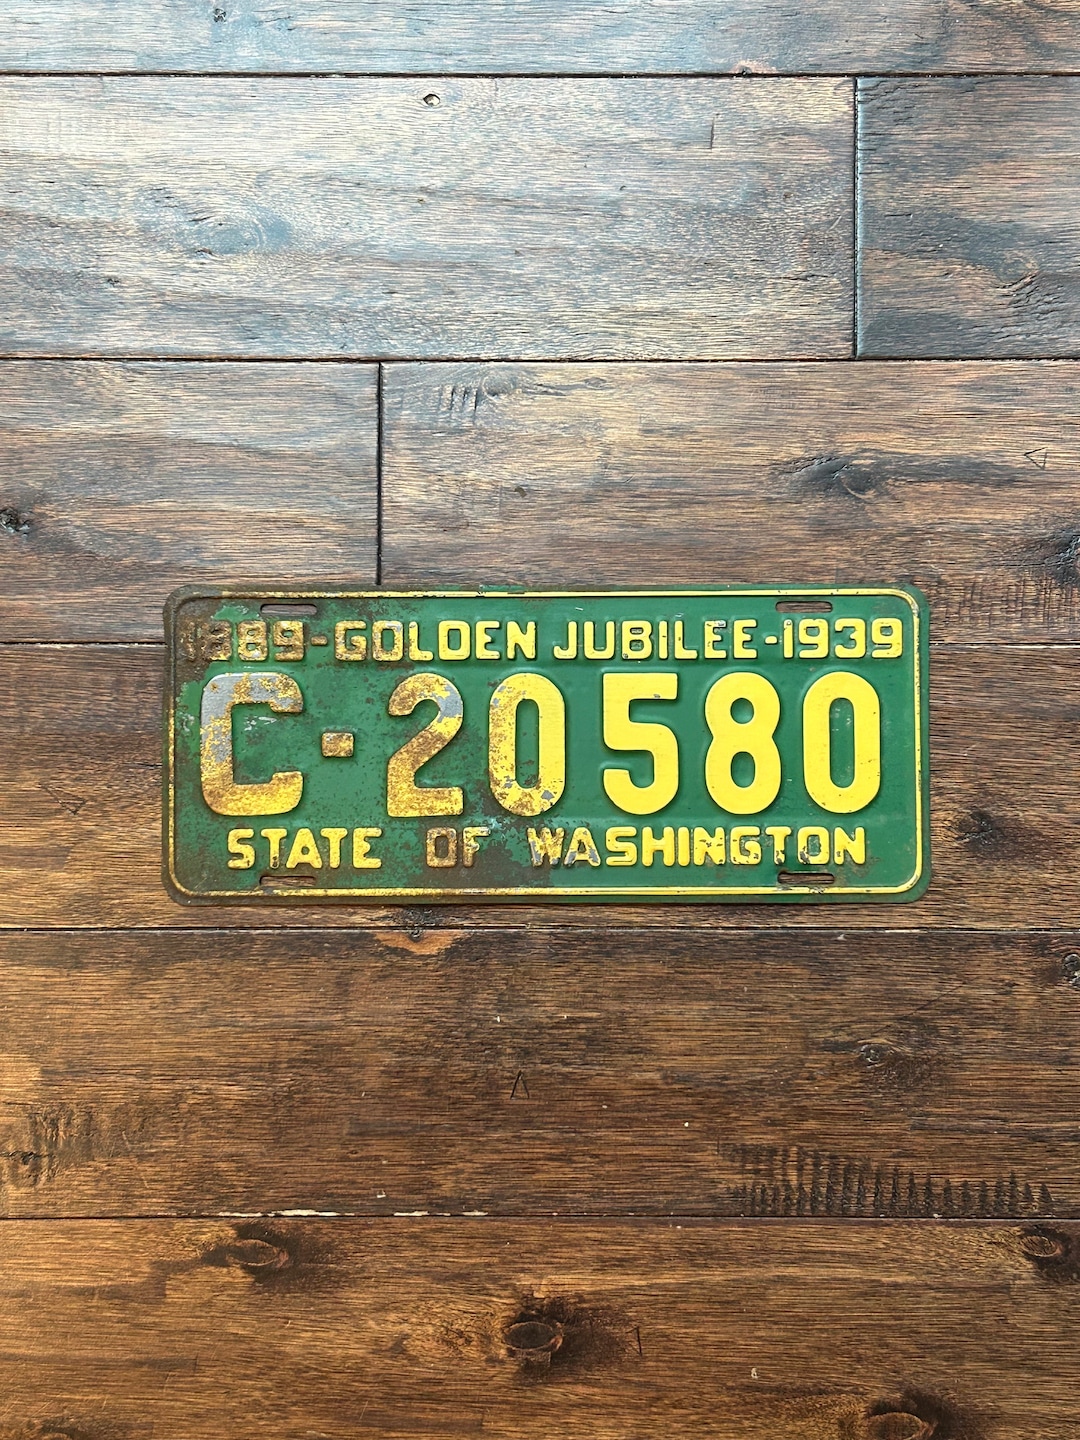 1889-GOLDEN JUBILEE-1939
C-20580
STATE OF WASHINGTON